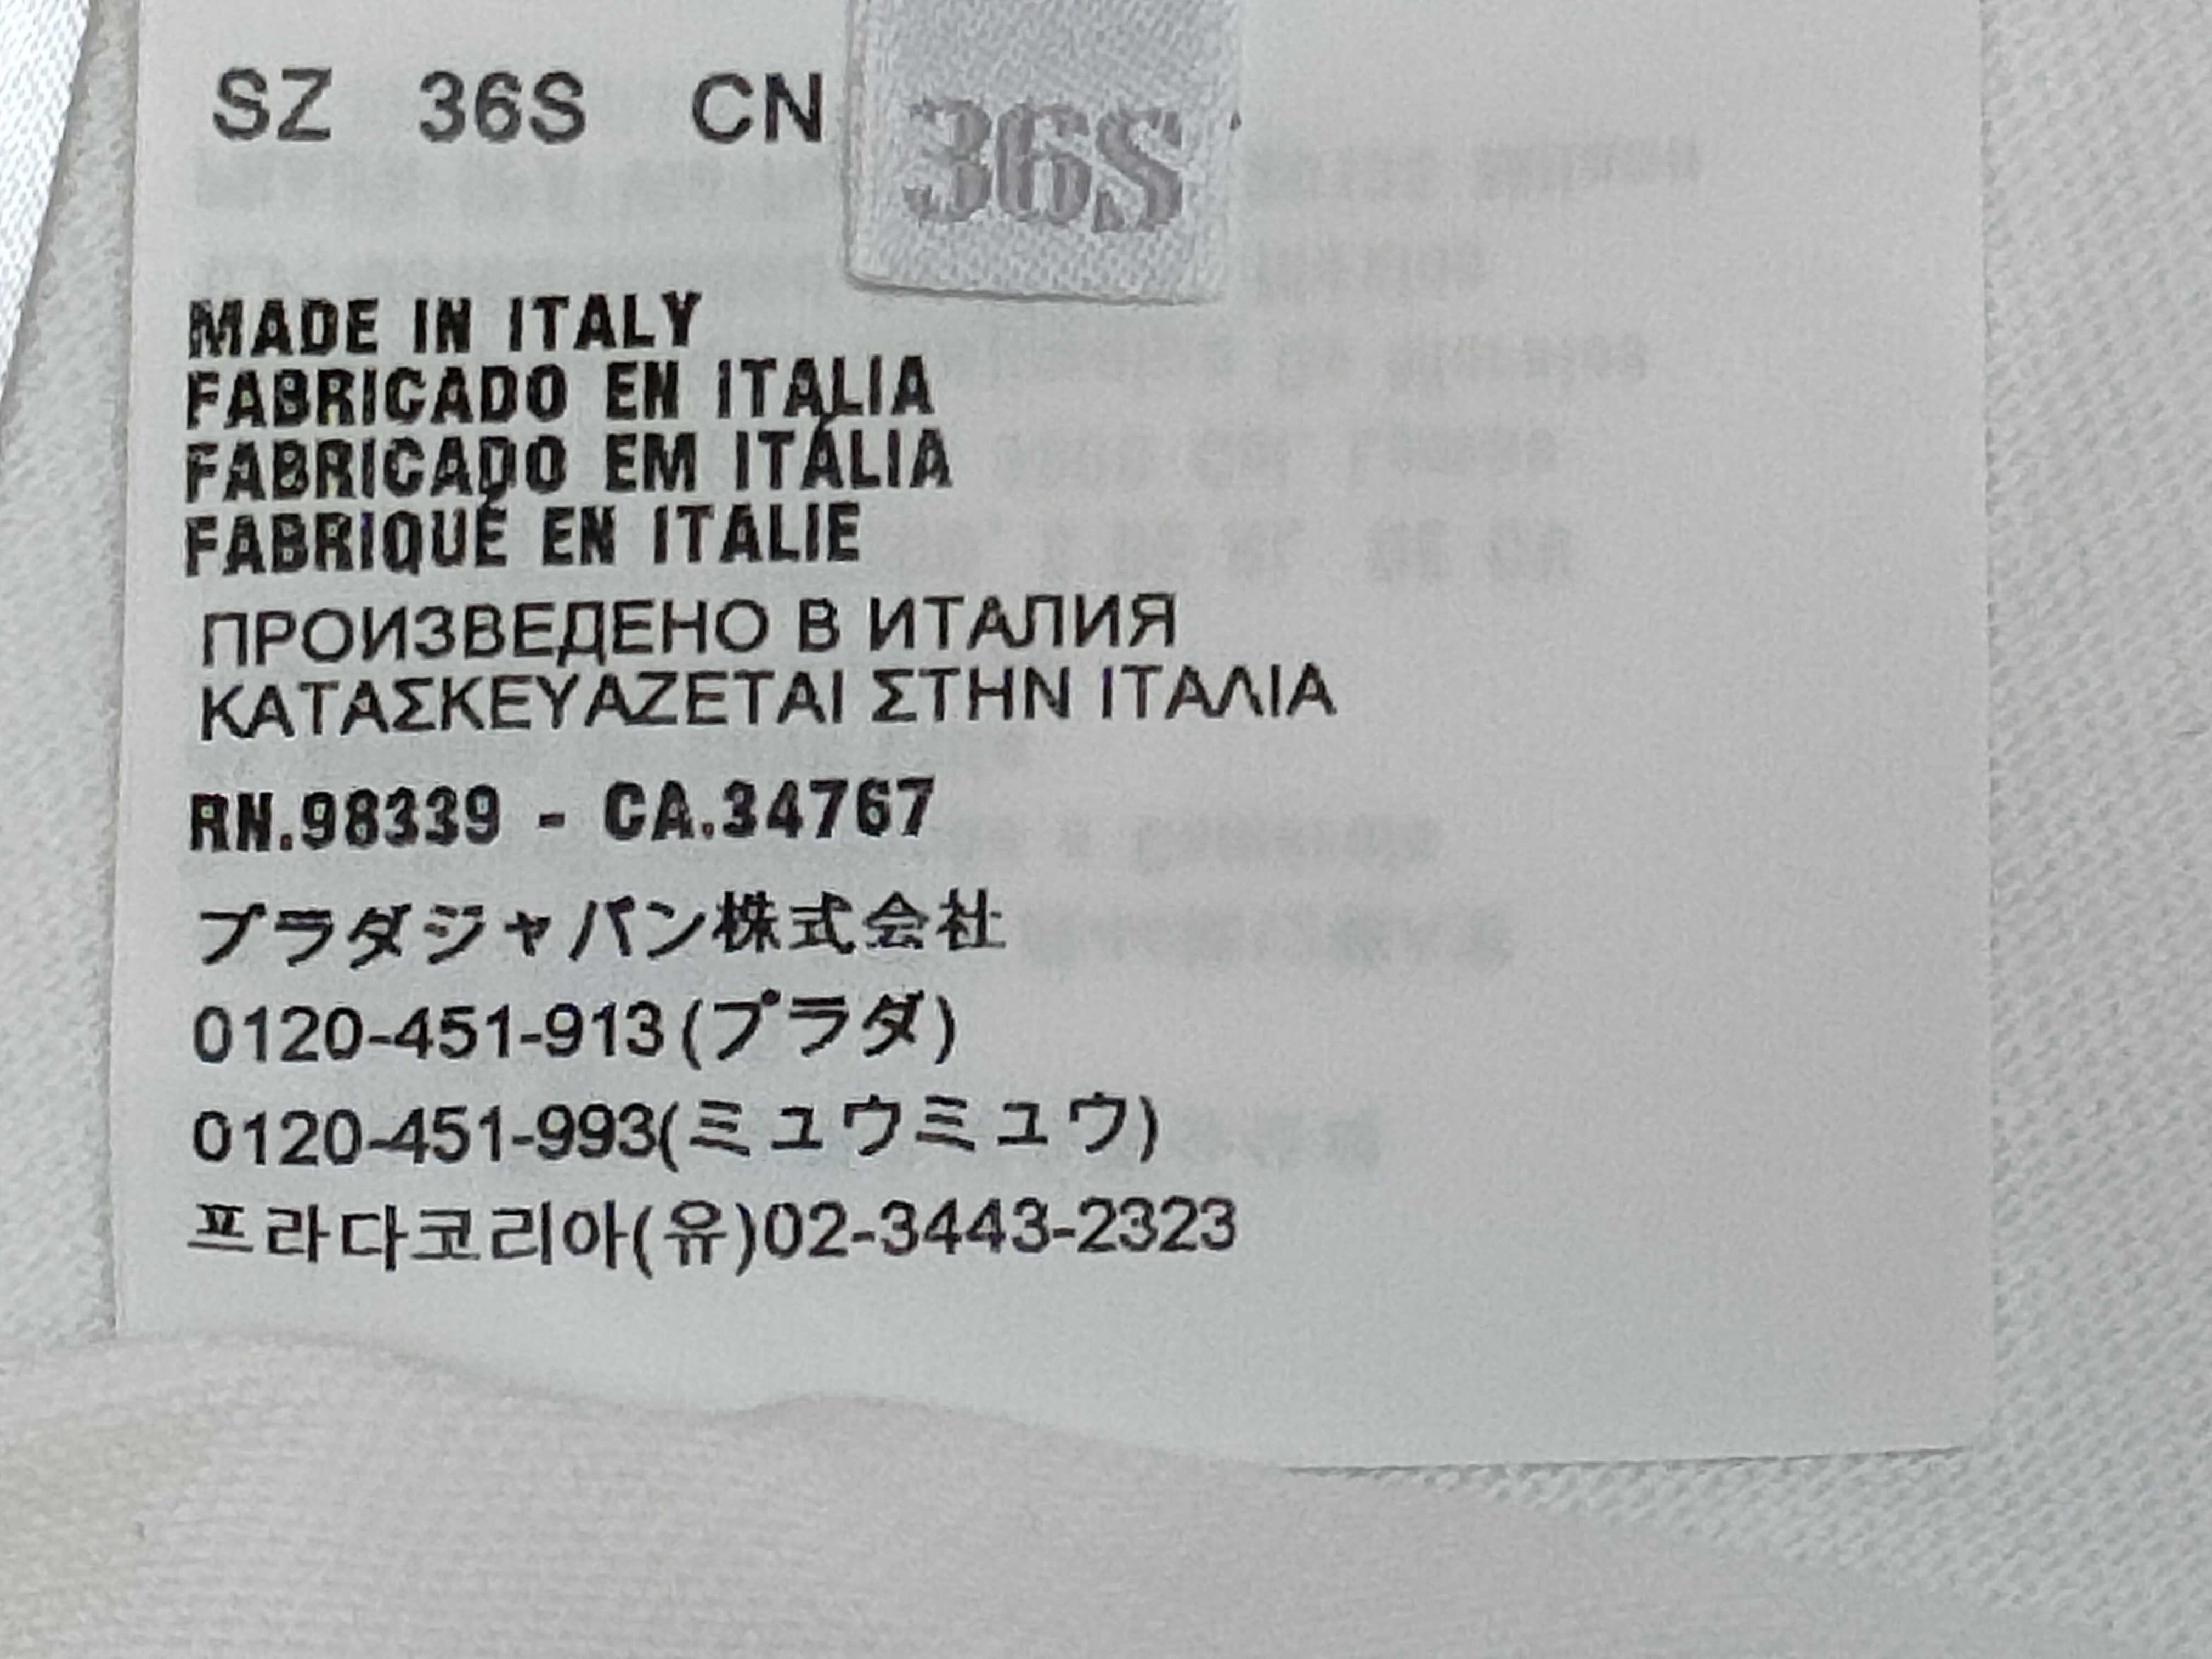 SZ 36S CN
36S
MADE IN ITALY
FABRICADO EN ITALIA
FABRICADO EM ITÁLIA
FABRIQUÉ EN ITALIE
ПРОИЗВЕДЕНО В ИТАЛИЯ
ΚΑΤΑΣΚΕΥΑΖΕΤΑΙ ΣΤΗΝ ΙΤΑΛΙΑ
RN.98339 - CA.34767
プラダジャパン株式会社
0120-451-913(プラダ)
0120-451-993(ミュウミュウ)
프라다코리아(유)02-3443-2323